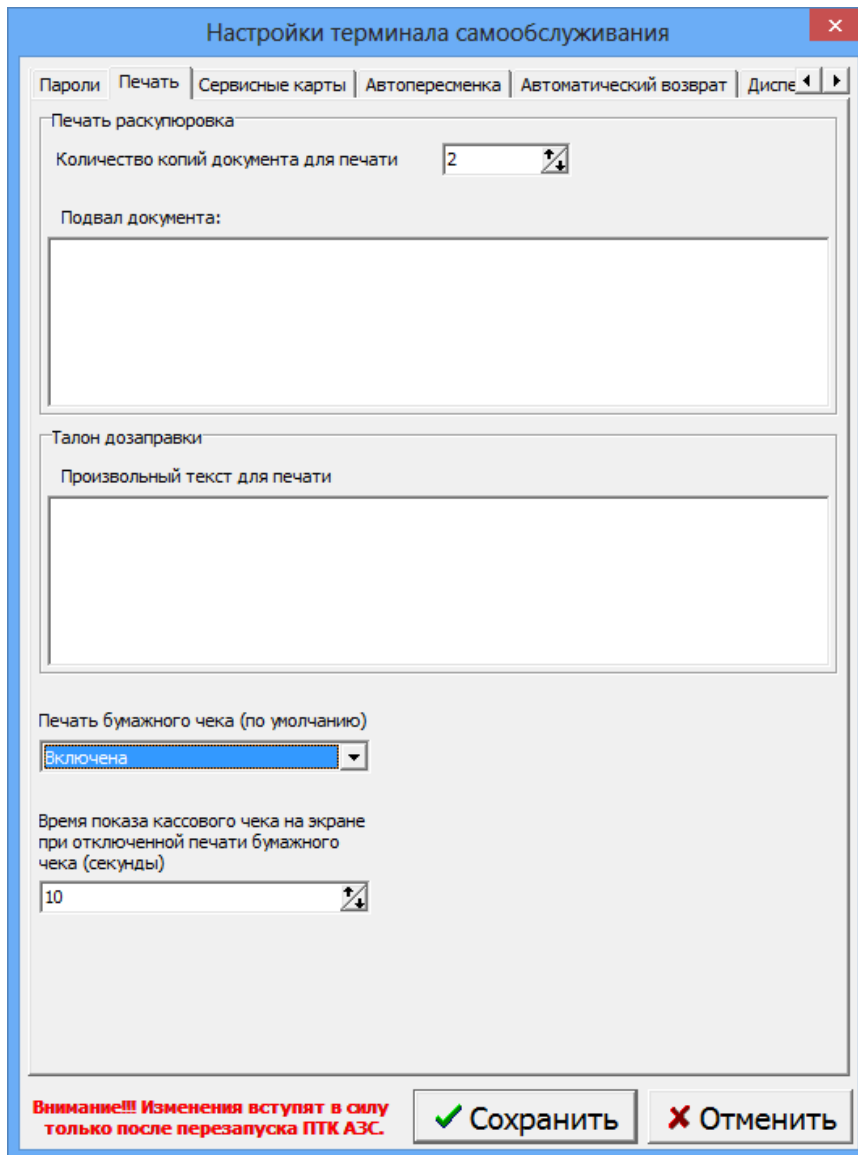 Настройки терминала самообслуживания
Пароли Печать Сервисные карты Автопересменка Автоматический возврат Диспе
Печать раскупюровка
Количество копий документа для печати 2
Подвал документа:
Талон дозаправки
Произвольный текст для печати
Печать бумажного чека (по умолчанию)
Включена
Время показа кассового чека на экране
при отключенной печати бумажного
чека (секунды)
10
Внимание!!! Изменения вступят в силу
только после перезапуска ПТК АЗС.
Сохранить
Отменить